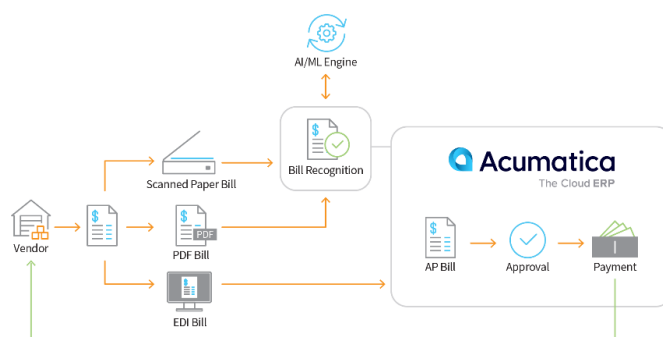 AI/ML Engine
$
Bill Recognition
Scanned Paper Bill
Acumatica
The Cloud ERP
Vendor
$
$
PDF
PDF Bill
$
AP Bill
Approval
Payment
$
EDI Bill